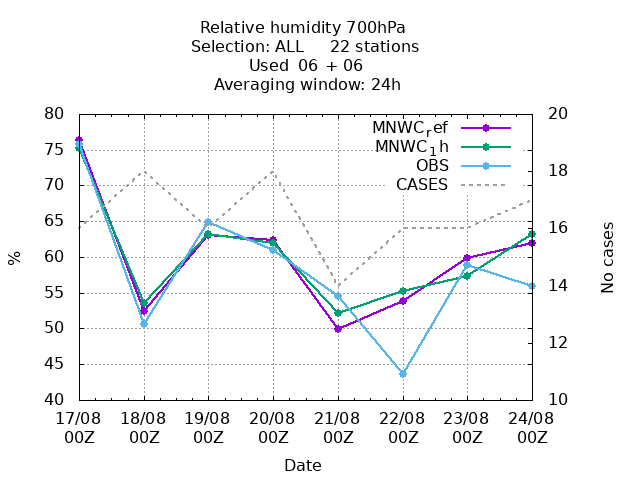 Relative humidity 700hPa
Selection: ALL     22 stations
Used  06 + 06
Averaging window: 24h
80
75
70
65
60
55
50
45
40
20
18
16
14
12
10
MNWCref
MNWC1h
OBS
CASES
%
No cases
17/08 18/08 19/08 20/08 21/08 22/08 23/08 24/08
00Z 00Z 00Z 00Z 00Z 00Z 00Z 00Z
Date